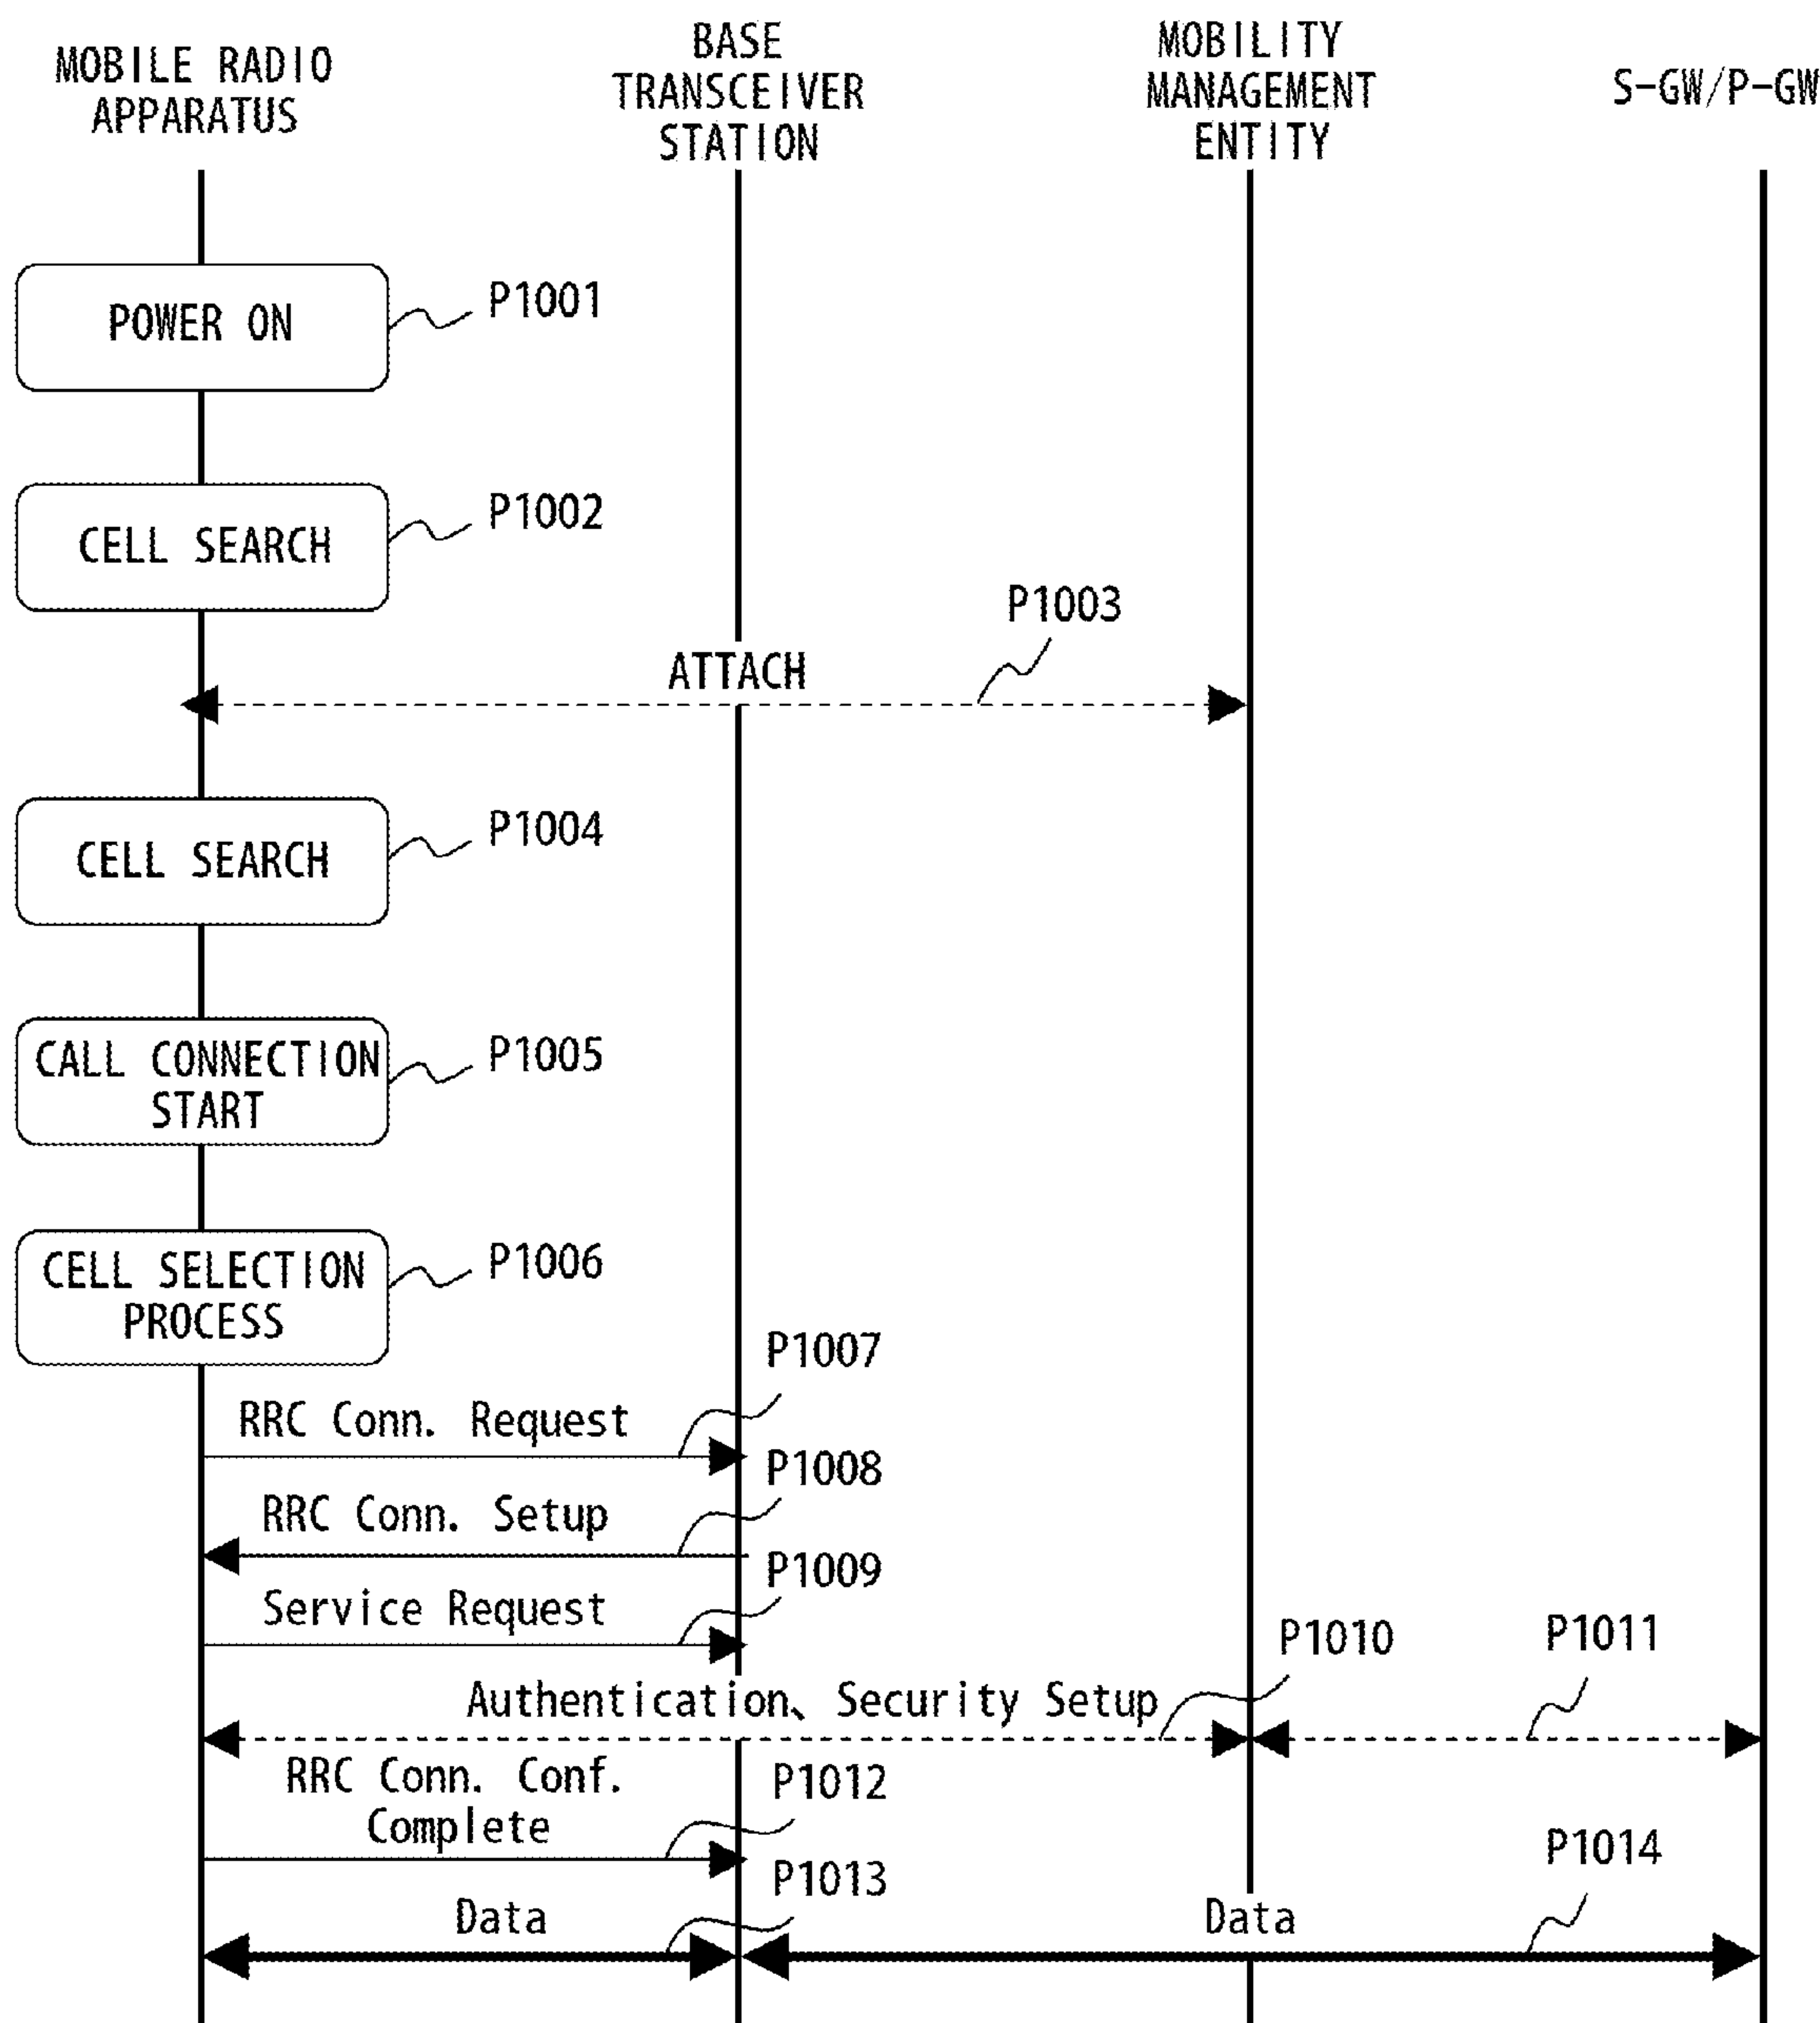 MOBILE RADIO
APPARATUS
BASE
TRANSCEIVER
STATION
MOBILITY
MANAGEMENT
ENTITY
S-GW/P-GW
POWER ON
P1001
CELL SEARCH
P1002
P1003
ATTACH
CELL SEARCH
P1004
CALL CONNECTION
START
P1005
CELL SELECTION
PROCESS
P1006
P1007
RRC Conn. Request
P1008
RRC Conn. Setup
P1009
Service Request
P1010
P1011
Authentication、Security Setup
RRC Conn. Conf.
Complete
P1012
P1013
P1014
Data
Data